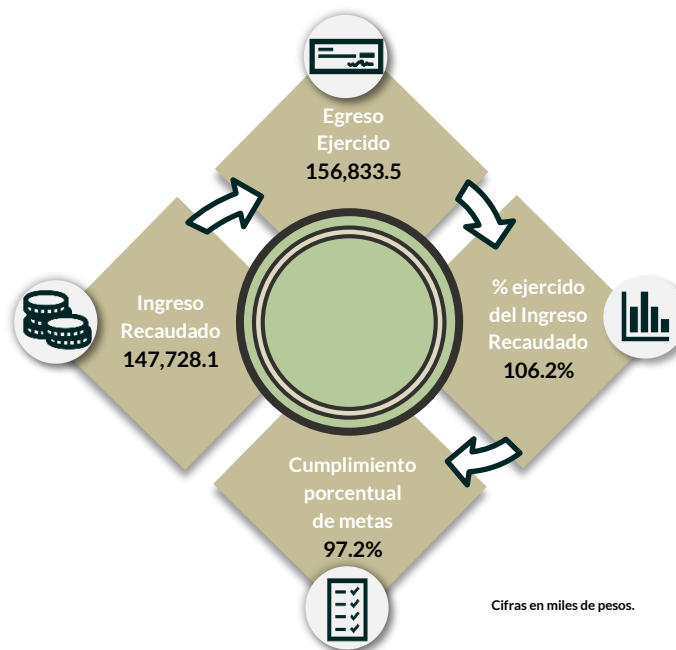 Egreso
Ejercido
156,833.5
Ingreso
Recaudado
147,728.1
% ejercido
del Ingreso
Recaudado
106.2%
Cumplimiento
porcentual
de metas
97.2%
Cifras en miles de pesos.